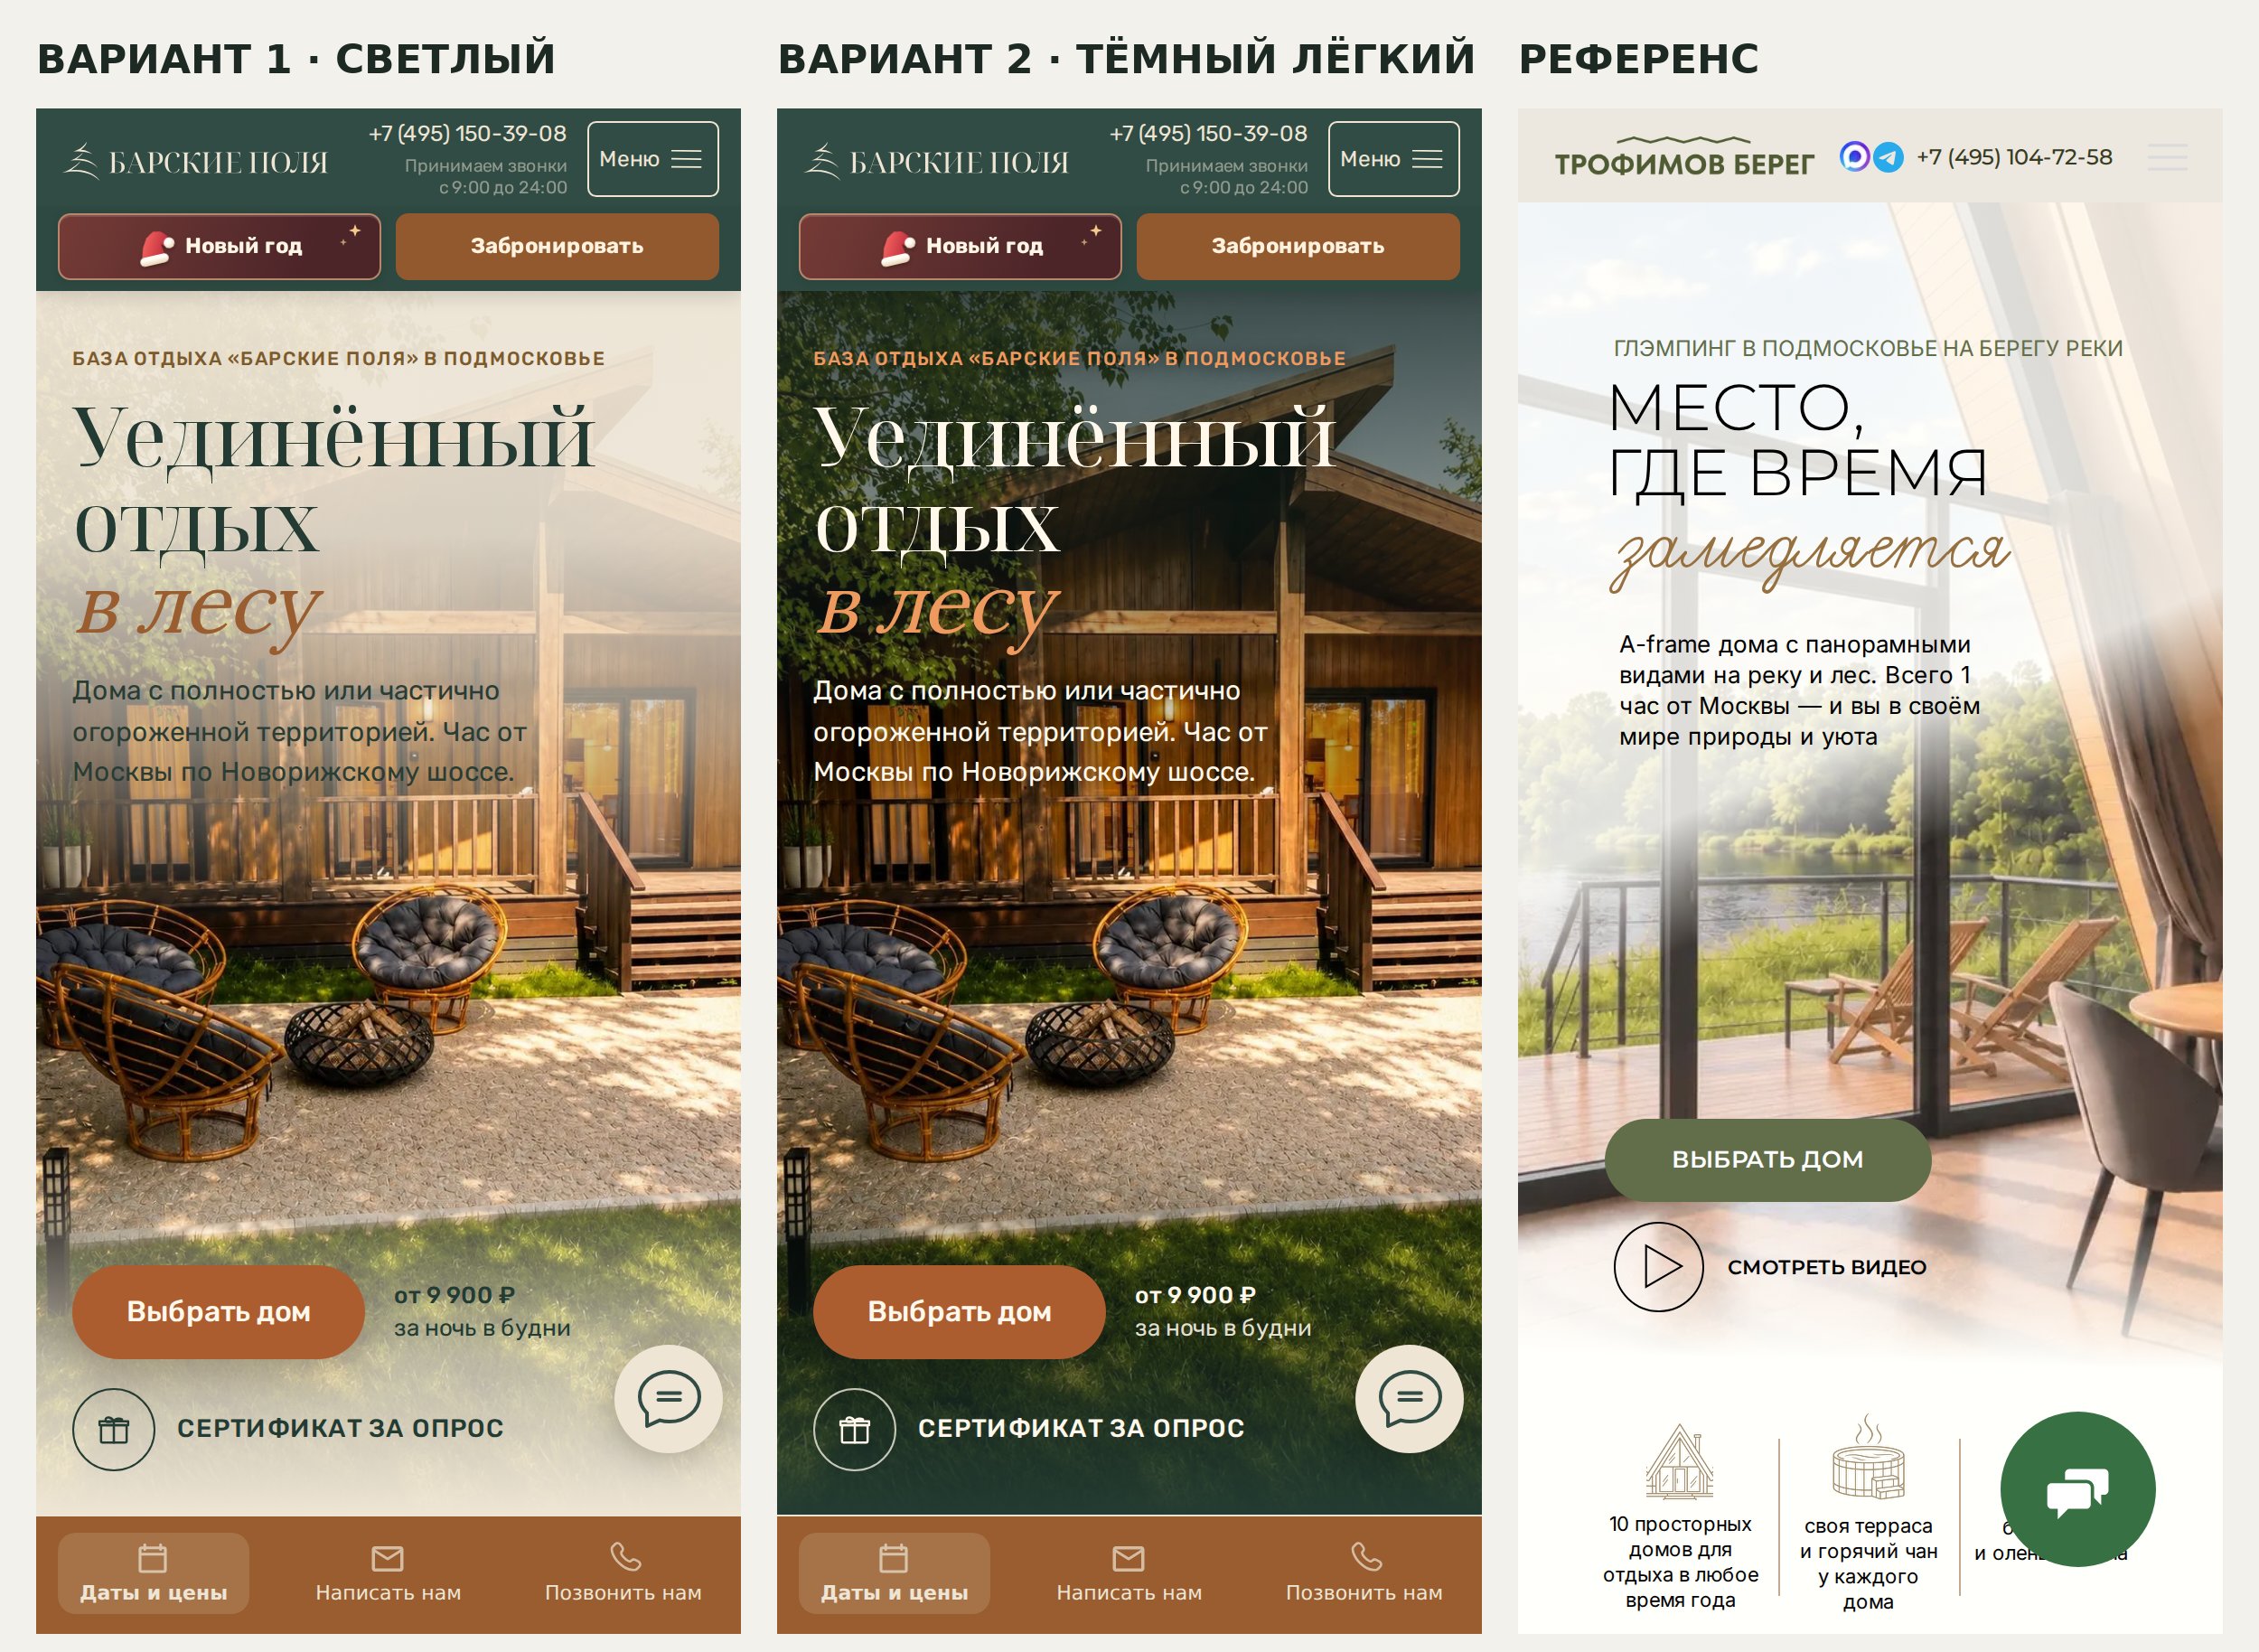 ВАРИАНТ 1 · СВЕТЛЫЙ
БАРСКИЕ ПОЛЯ
+7 (495) 150-39-08
Принимаем звонки
с 9:00 до 24:00
Меню
Новый год
Забронировать
БАЗА ОТДЫХА «БАРСКИЕ ПОЛЯ» В ПОДМОСКОВЬЕ
Уединённый
отдых
в лесу
Дома с полностью или частично
огороженной территорией. Час от
Москвы по Новорижскому шоссе.
Выбрать дом
от 9 900 ₽
за ночь в будни
СЕРТИФИКАТ ЗА ОПРОС
Даты и цены
Написать нам
Позвонить нам
ВАРИАНТ 2 · ТЁМНЫЙ ЛЁГКИЙ
БАРСКИЕ ПОЛЯ
+7 (495) 150-39-08
Принимаем звонки
с 9:00 до 24:00
Меню
Новый год
Забронировать
БАЗА ОТДЫХА «БАРСКИЕ ПОЛЯ» В ПОДМОСКОВЬЕ
Уединённый
отдых
в лесу
Дома с полностью или частично
огороженной территорией. Час от
Москвы по Новорижскому шоссе.
Выбрать дом
от 9 900 ₽
за ночь в будни
СЕРТИФИКАТ ЗА ОПРОС
Даты и цены
Написать нам
Позвонить нам
РЕФЕРЕНС
ТРОФИМОВ БЕРЕГ
+7 (495) 104-72-58
ГЛЭМПИНГ В ПОДМОСКОВЬЕ НА БЕРЕГУ РЕКИ
МЕСТО,
ГДЕ ВРЕМЯ
замедляется
A-frame дома с панорамными
видами на реку и лес. Всего 1
час от Москвы — и вы в своём
мире природы и уюта
ВЫБРАТЬ ДОМ
СМОТРЕТЬ ВИДЕО
10 просторных
домов для
отдыха в любое
время года
своя терраса
и горячий чан
у каждого
дома
и